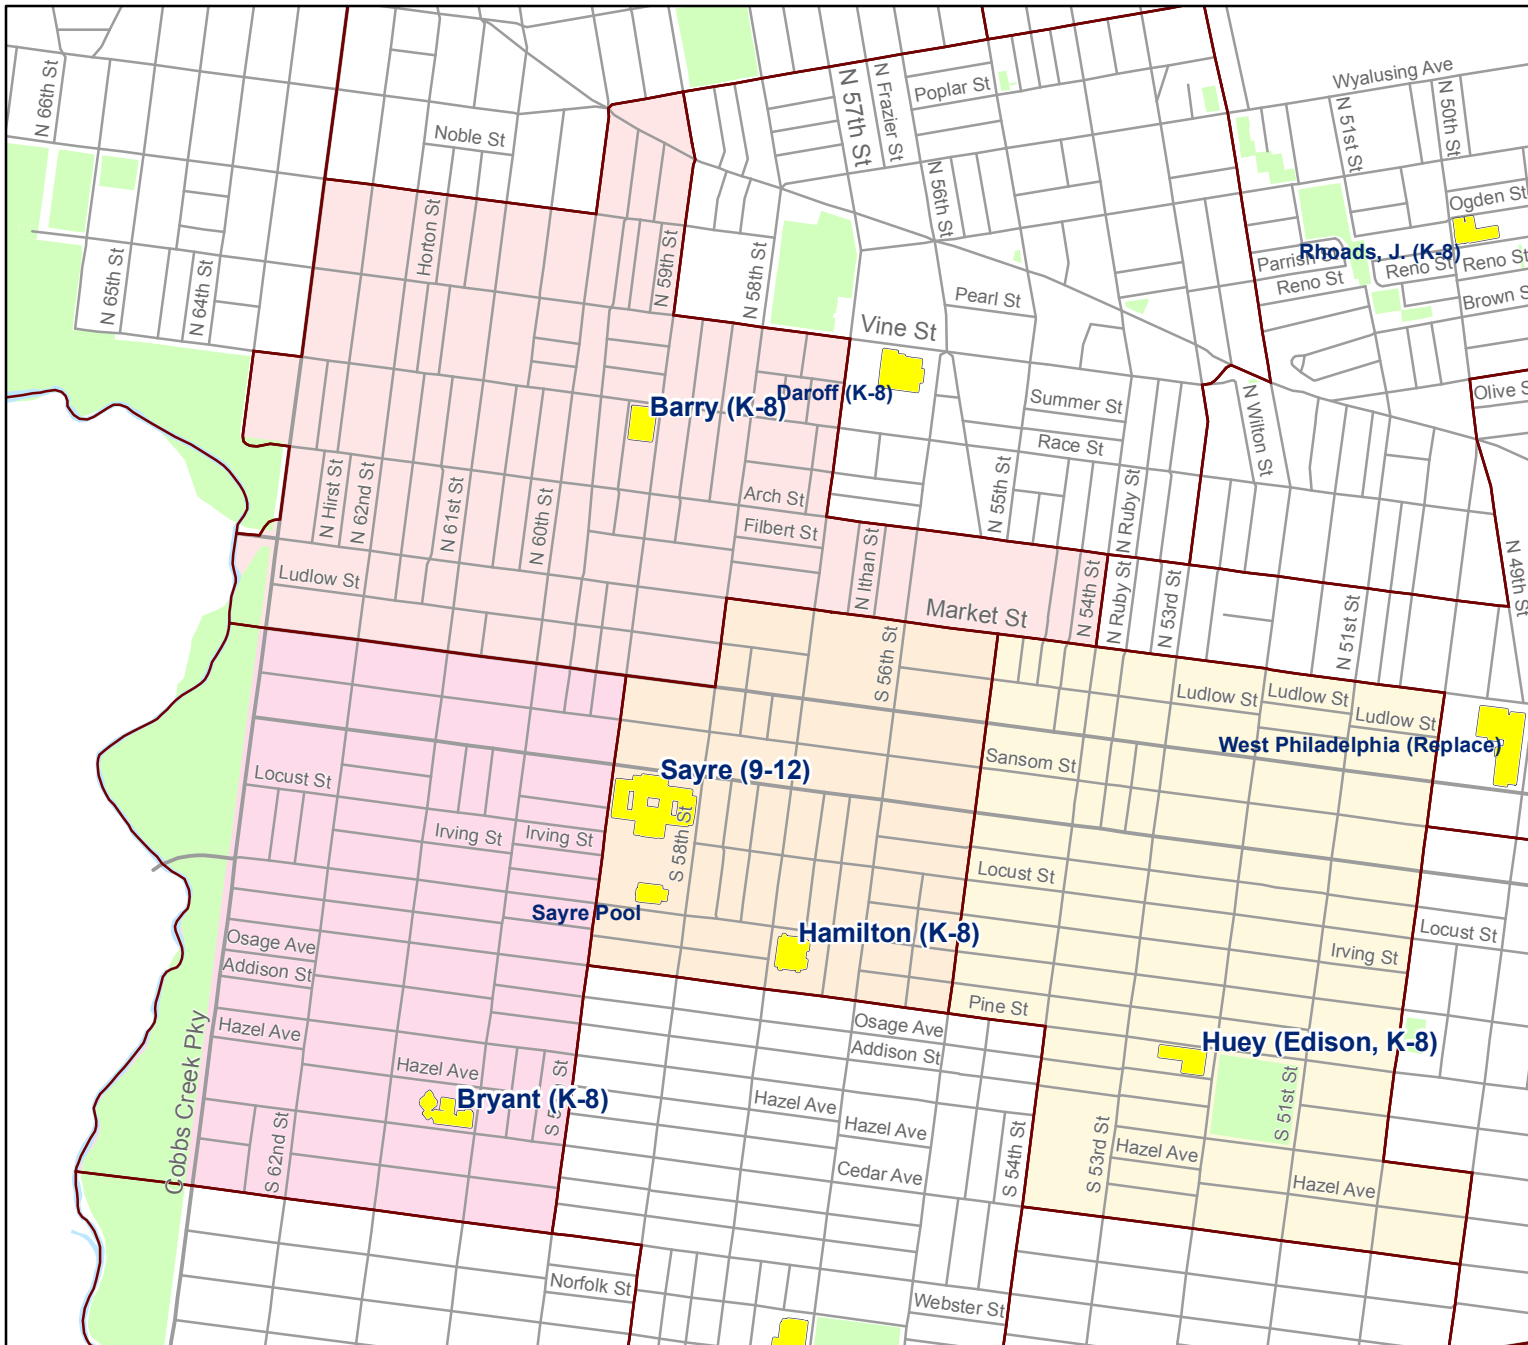 Wyalusing Ave
N 66th St
N 57th St
N Frazier St
Poplar St
N 51st St
N 50th St
Noble St
N 56th St
Ogden St
Horton St
N 59th St
N 58th St
Rhoads, J. (K-8)
Parrish St
Reno St
Reno St
Reno St
N 65th St
N 64th St
Pearl St
Brown S
Vine St
Daroff (K-8)
Barry (K-8)
Summer St
N Wilton St
Olive S
Race St
N Hirst St
N 62nd St
N 61st St
N 60th St
Arch St
N 55th St
N Ruby St
Filbert St
N Ithan St
N 49th St
Ludlow St
Market St
N 54th St
N Ruby St
N 53rd St
N 51st St
S 56th St
Ludlow St
Ludlow St
Ludlow St
West Philadelphia (Replace)
Sansom St
Sayre (9-12)
Locust St
Irving St
Irving St
S 58th St
Locust St
Sayre Pool
Hamilton (K-8)
Locust St
Osage Ave
Irving St
Addison St
Pine St
Hazel Ave
Osage Ave
Huey (Edison, K-8)
Addison St
Cobbs Creek Pky
Hazel Ave
Bryant (K-8)
Hazel Ave
S 51st St
Hazel Ave
S 62nd St
Cedar Ave
S 54th St
S 53rd St
Hazel Ave
Hazel Ave
Norfolk St
Webster St